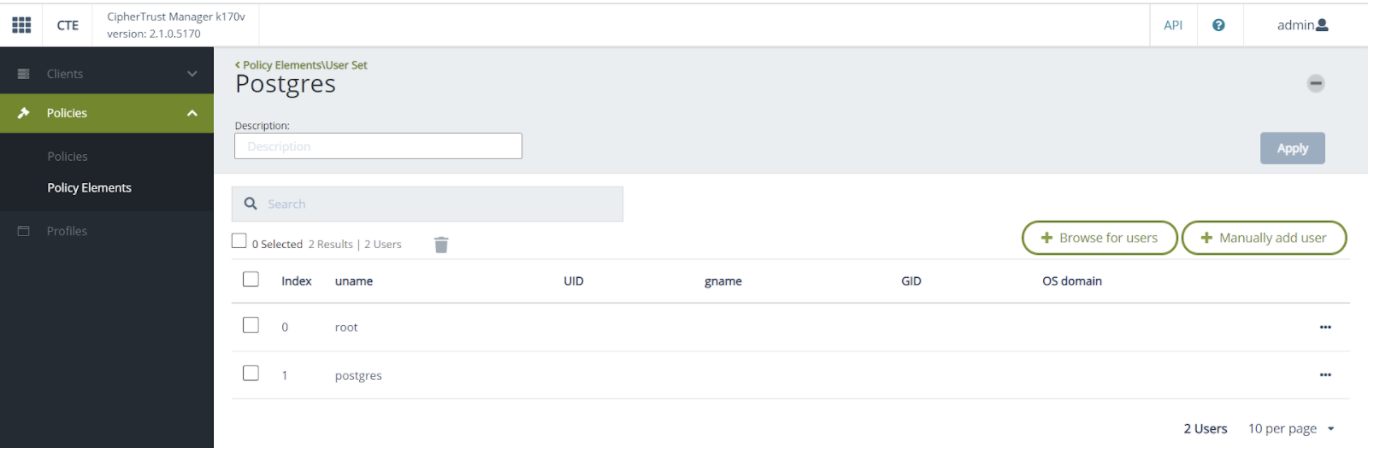 CTE
CipherTrust Manager k170v
version: 2.1.0.5170
API
admin
Clients
Policies
Policies
Policy Elements
Profiles
< Policy Elements\User Set
Postgres
Description:
Description
Apply
Search
0 Selected 2 Results | 2 Users
+ Browse for users
+ Manually add user
Index uname UID gname GID OS domain
0 root
1 postgres
2 Users 10 per page